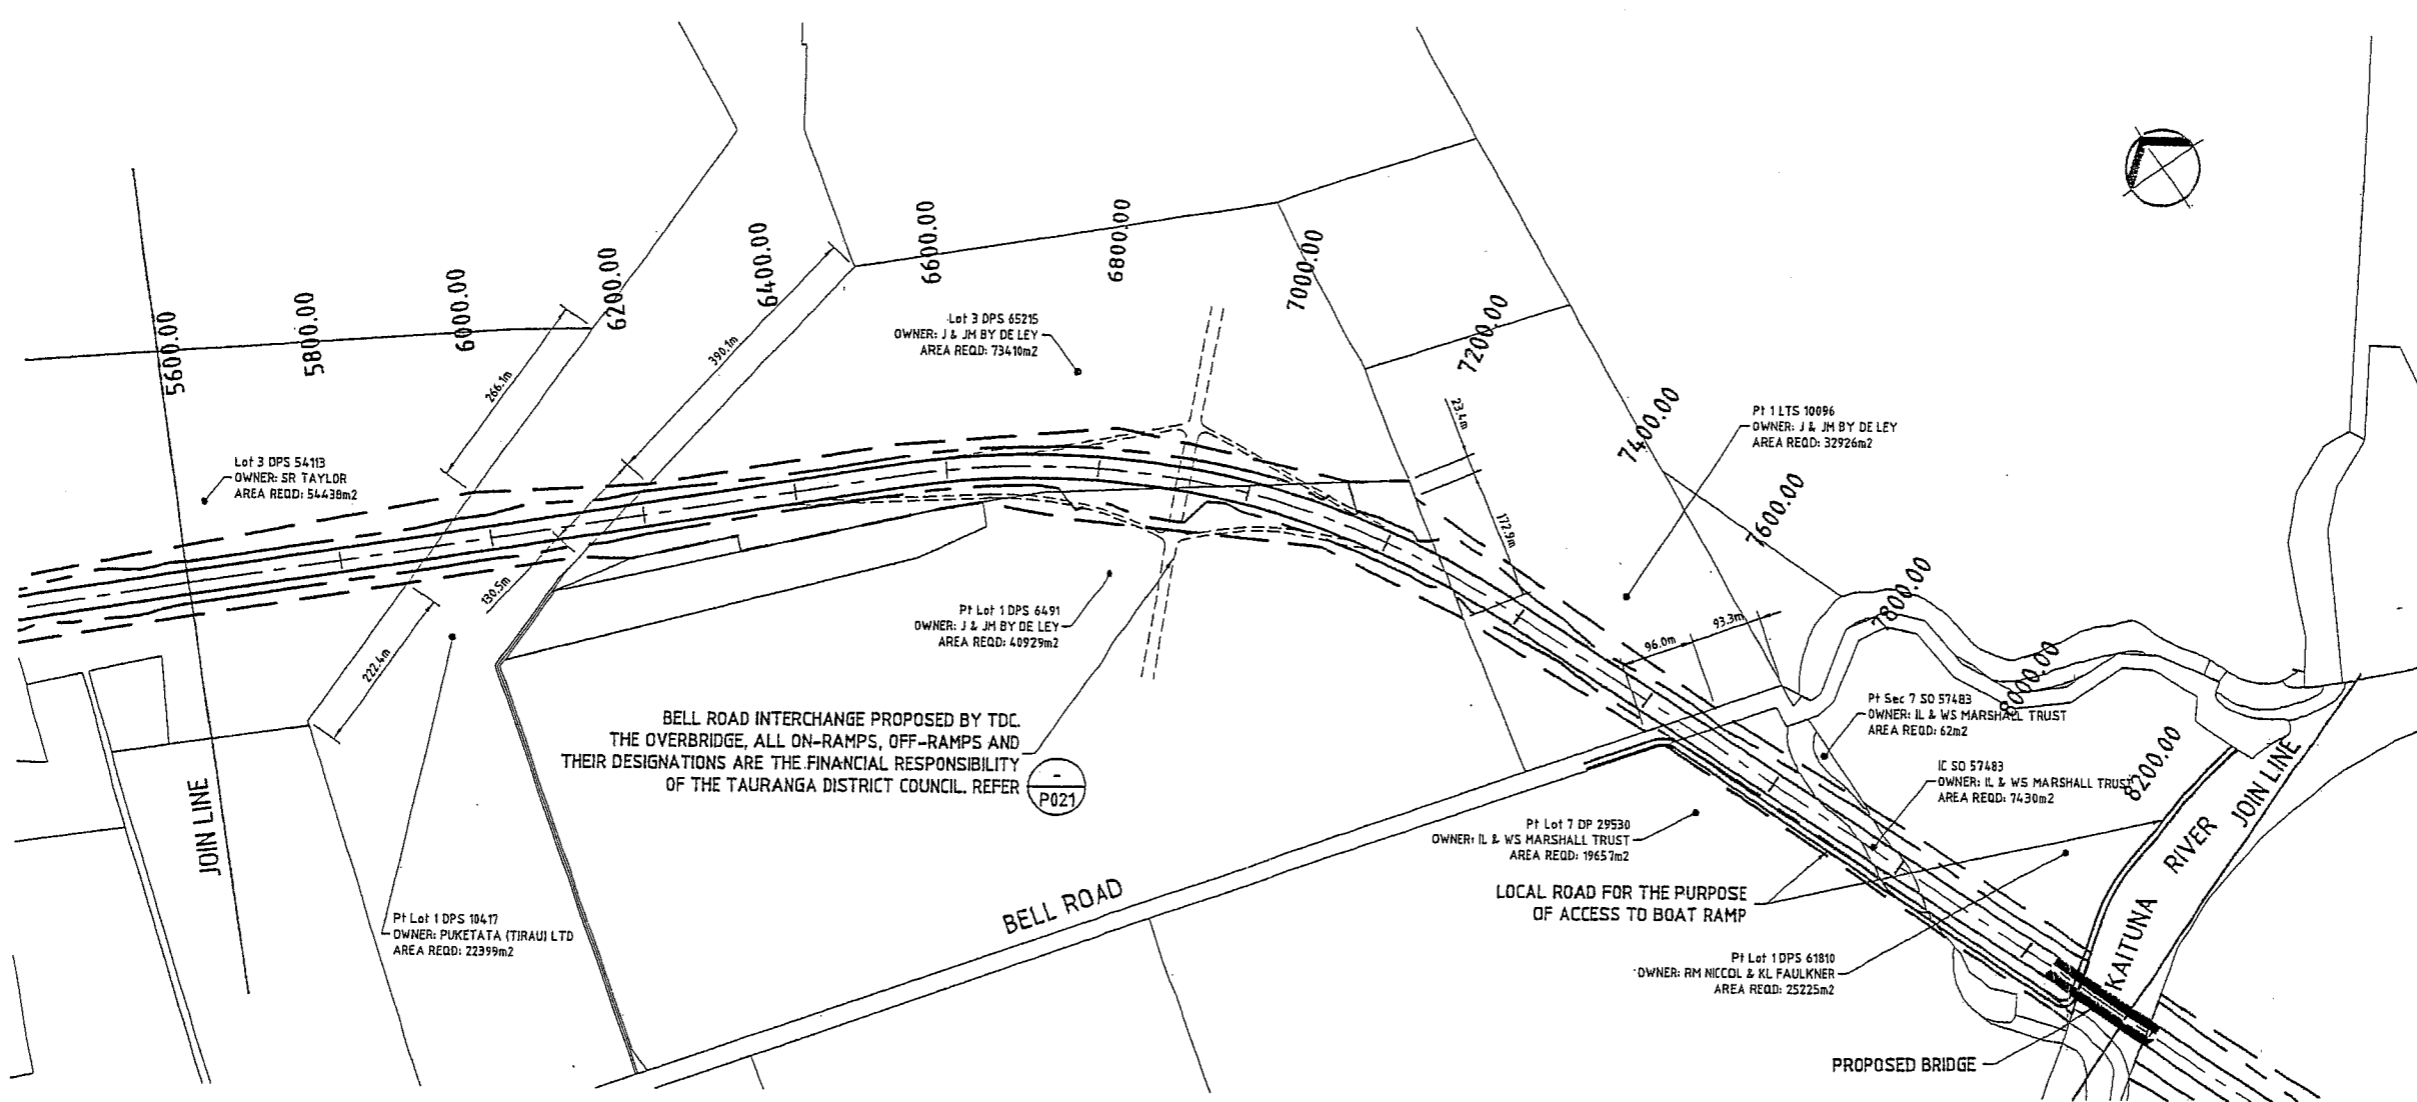 5600.00
5800.00
6000.00
6200.00
6400.00
6600.00
6800.00
7000.00
7200.00
7400.00
7600.00
7800.00
8000.00
8200.00
266.1m
390.1m
130.5m
222.4m
23.4m
172.9m
96.0m
93.3m
Lot 3 DPS 54113
OWNER: SR TAYLOR
AREA REQD: 54438m2
Lot 3 DPS 65215
OWNER: J & JM BY DE LEY
AREA REQD: 73410m2
Pt 1 LTS 10096
OWNER: J & JM BY DE LEY
AREA REQD: 32926m2
Pt Lot 1 DPS 6491
OWNER: J & JM BY DE LEY
AREA REQD: 40929m2
BELL ROAD INTERCHANGE PROPOSED BY TDC.
THE OVERBRIDGE, ALL ON-RAMPS, OFF-RAMPS AND
THEIR DESIGNATIONS ARE THE FINANCIAL RESPONSIBILITY
OF THE TAURANGA DISTRICT COUNCIL. REFER
-
P021
Pt Sec 7 SO 57483
OWNER: IL & WS MARSHALL TRUST
AREA REQD: 62m2
IC SO 57483
OWNER: IL & WS MARSHALL TRUST
AREA REQD: 7430m2
Pt Lot 7 DP 29530
OWNER: IL & WS MARSHALL TRUST
AREA REQD: 19657m2
LOCAL ROAD FOR THE PURPOSE
OF ACCESS TO BOAT RAMP
Pt Lot 1 DPS 61810
OWNER: RM NICCOL & KL FAULKNER
AREA REQD: 25225m2
Pt Lot 1 DPS 10417
OWNER: PUKETATA (TIRAU) LTD
AREA REQD: 22399m2
JOIN LINE
BELL ROAD
KAITUNA RIVER
JOIN LINE
PROPOSED BRIDGE